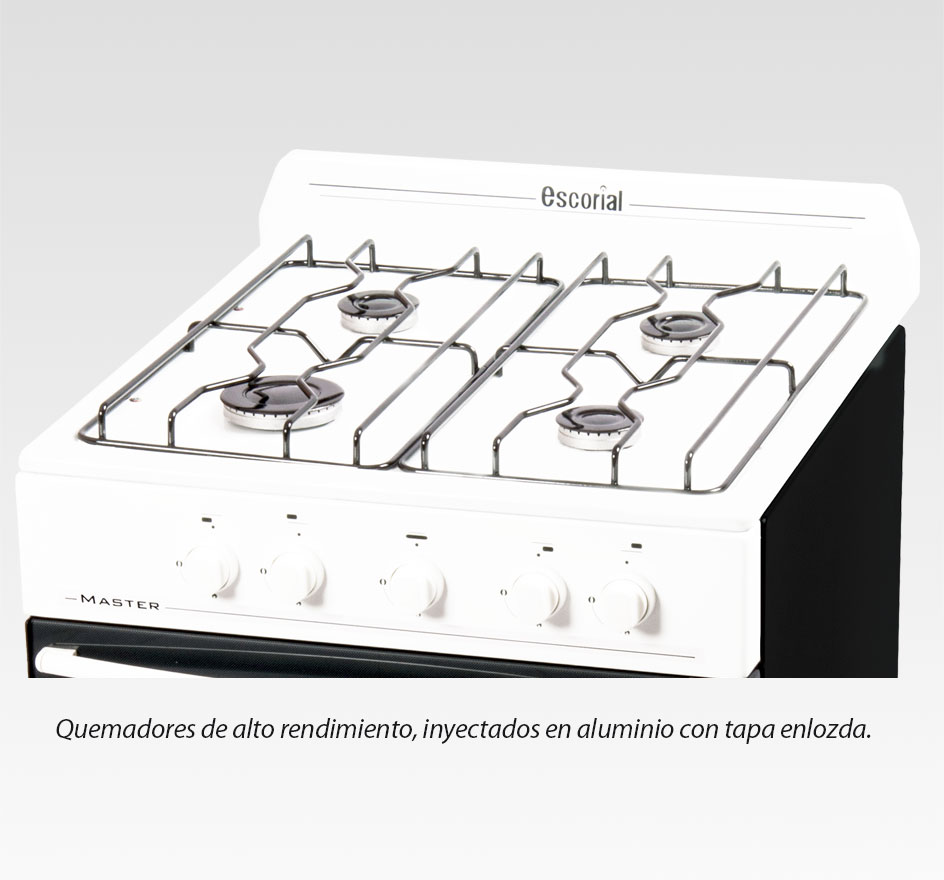 escorial
MASTER
Quemadores de alto rendimiento, inyectados en aluminio con tapa enlozda.